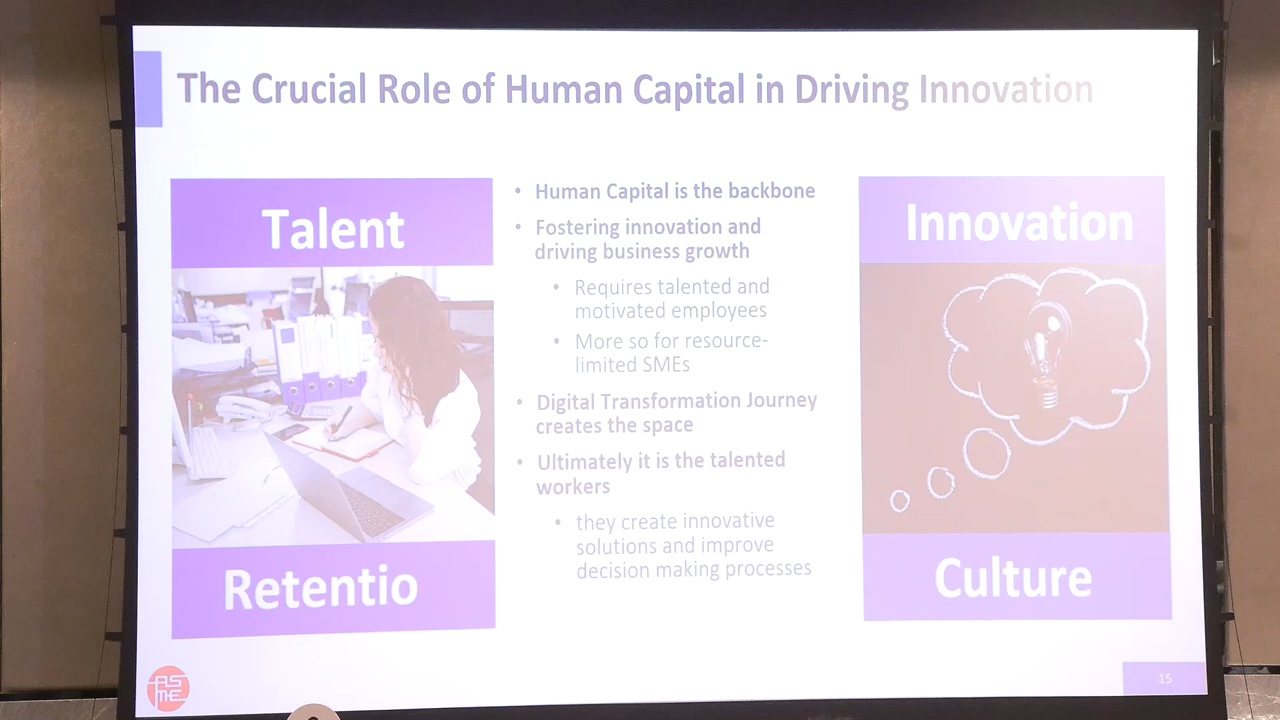 The Crucial Role of Human Capital in Driving Innovation
Talent
Retentio
• Human Capital is the backbone
• Fostering innovation and
driving business growth
• Requires talented and
motivated employees
• More so for resource-
limited SMEs
• Digital Transformation Journey
creates the space
• Ultimately it is the talented
workers
• they create innovative
solutions and improve
decision making processes
Innovation
Culture
ASME
15